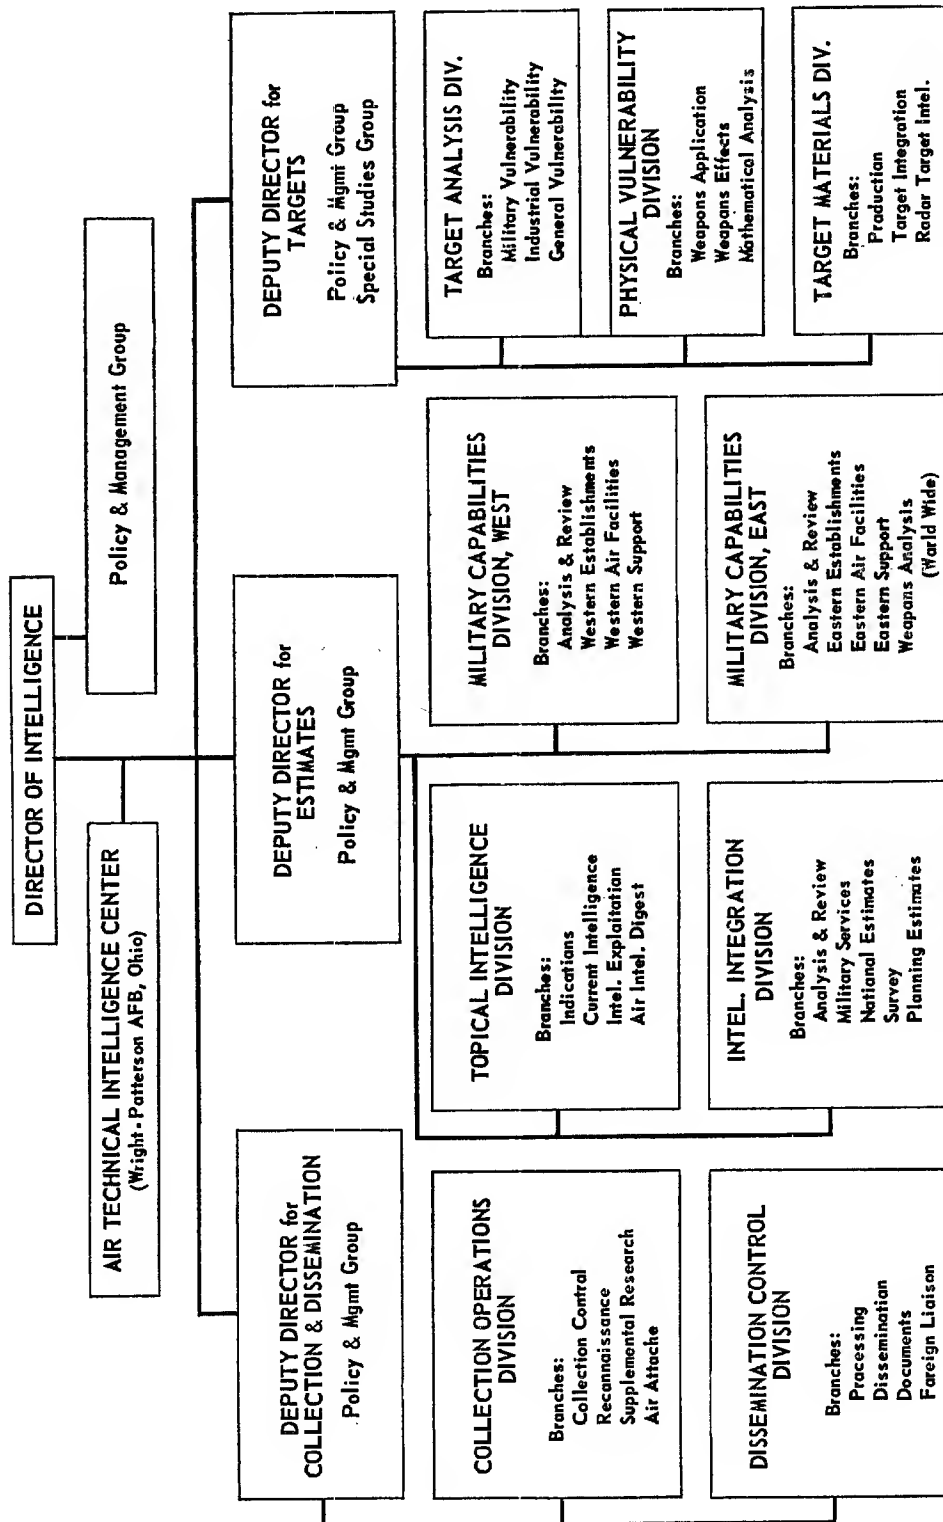 DIRECTOR OF INTELLIGENCE
Policy & Management Group
AIR TECHNICAL INTELLIGENCE CENTER
(Wright-Patterson AFB, Ohio)
DEPUTY DIRECTOR for
COLLECTION & DISSEMINATION
Policy & Mgmt Group
DEPUTY DIRECTOR for
ESTIMATES
Policy & Mgmt Group
DEPUTY DIRECTOR for
TARGETS
Policy & Mgmt Group
Special Studies Group
COLLECTION OPERATIONS
DIVISION
Branches:
Collection Control
Recannaissance
Supplemental Research
Air Attache
TOPICAL INTELLIGENCE
DIVISION
Branches:
Indications
Current Intelligence
Intel. Explaitation
Air Intel. Digest
MILITARY CAPABILITIES
DIVISION, WEST
Branches:
Analysis & Review
Western Establishments
Western Air Facilities
Western Support
TARGET ANALYSIS DIV.
Branches:
Military Vulnerability
Industrial Vulnerability
General Vulnerability
PHYSICAL VULNERABILITY
DIVISION
Branches:
Weapons Application
Weapons Effects
Mathematical Analysis
DISSEMINATION CONTROL
DIVISION
Branches:
Pracessing
Dissemination
Documents
Fareign Liaison
INTEL. INTEGRATION
DIVISION
Branches:
Analysis & Review
Military Services
National Estimates
Survey
Planning Estimates
MILITARY CAPABILITIES
DIVISION, EAST
Branches:
Analysis & Review
Eastern Establishments
Eastern Air Facilities
Eastern Support
Weapans Analysis
(Warld Wide)
TARGET MATERIALS DIV.
Branches:
Production
Target Integration
Radar Target Intel.